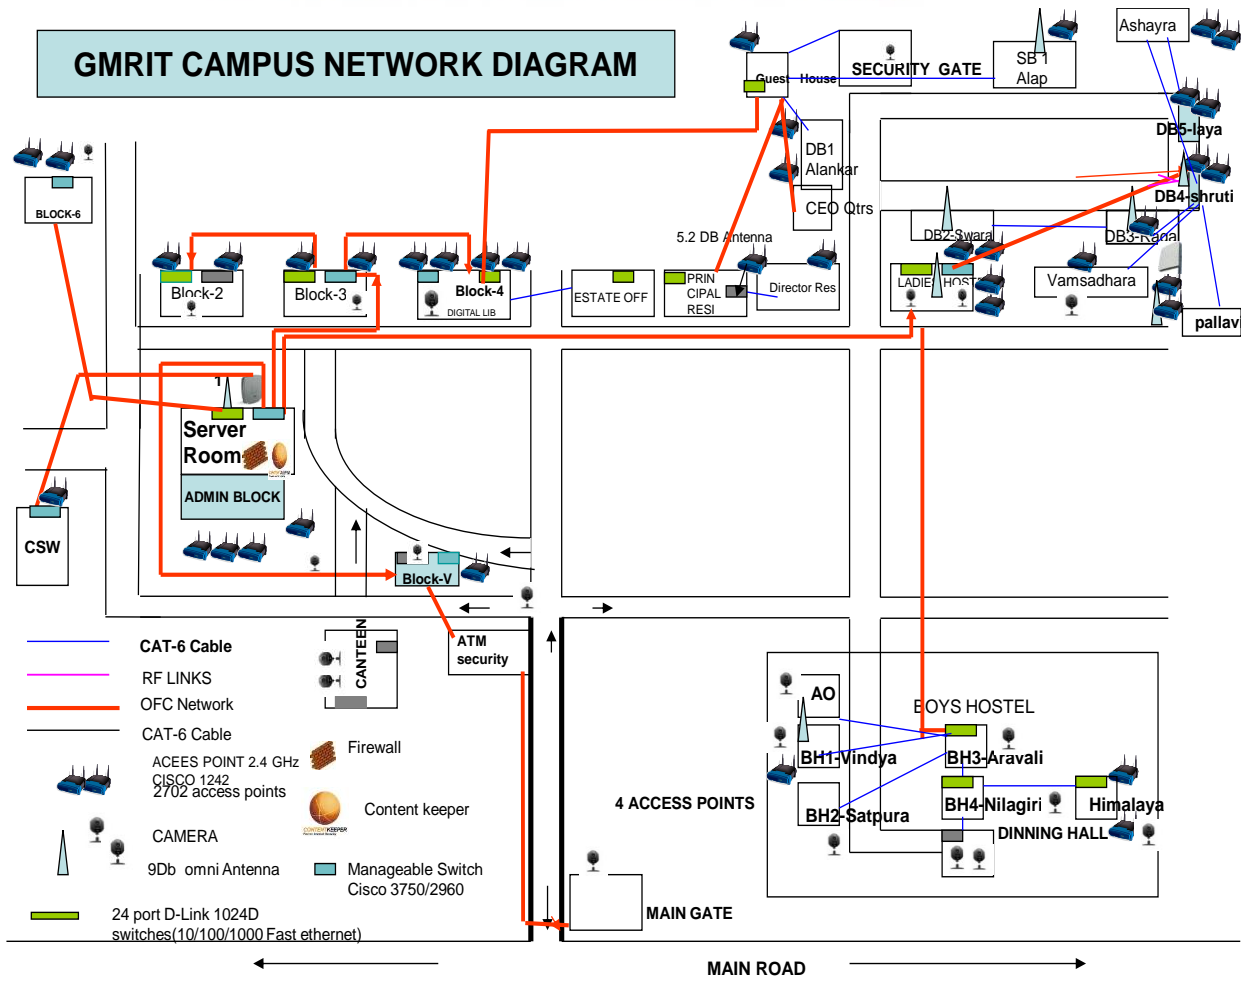 GMRIT CAMPUS NETWORK DIAGRAM
Guest House
SECURITY GATE
SB 1
Alap
Ashayra
DB5-laya
DB1
Alankar
CEO Qtrs
DB4-shruti
DB2-Swara
DB3-Ragal
BLOCK-6
5.2 DB Antenna
Block-2
Block-3
Block-4
DIGITAL LIB
ESTATE OFF
PRIN
CIPAL
RESI
Director Res
LADIES HOSTEL
Vamsadhara
pallavi
1
Server
Room
ADMIN BLOCK
CSW
Block-V
ATM
security
CANTEEN
CAT-6 Cable
RF LINKS
OFC Network
CAT-6 Cable
ACEES POINT 2.4 GHz
CISCO 1242
2702 access points
Firewall
Content keeper
CONTENTKEEPER
CAMERA
9Db omni Antenna
Manageable Switch
Cisco 3750/2960
24 port D-Link 1024D
switches(10/100/1000 Fast ethernet)
AO
BOYS HOSTEL
BH1-Vindya
BH3-Aravali
4 ACCESS POINTS
BH2-Satpura
BH4-Nilagiri
Himalaya
DINNING HALL
MAIN GATE
MAIN ROAD